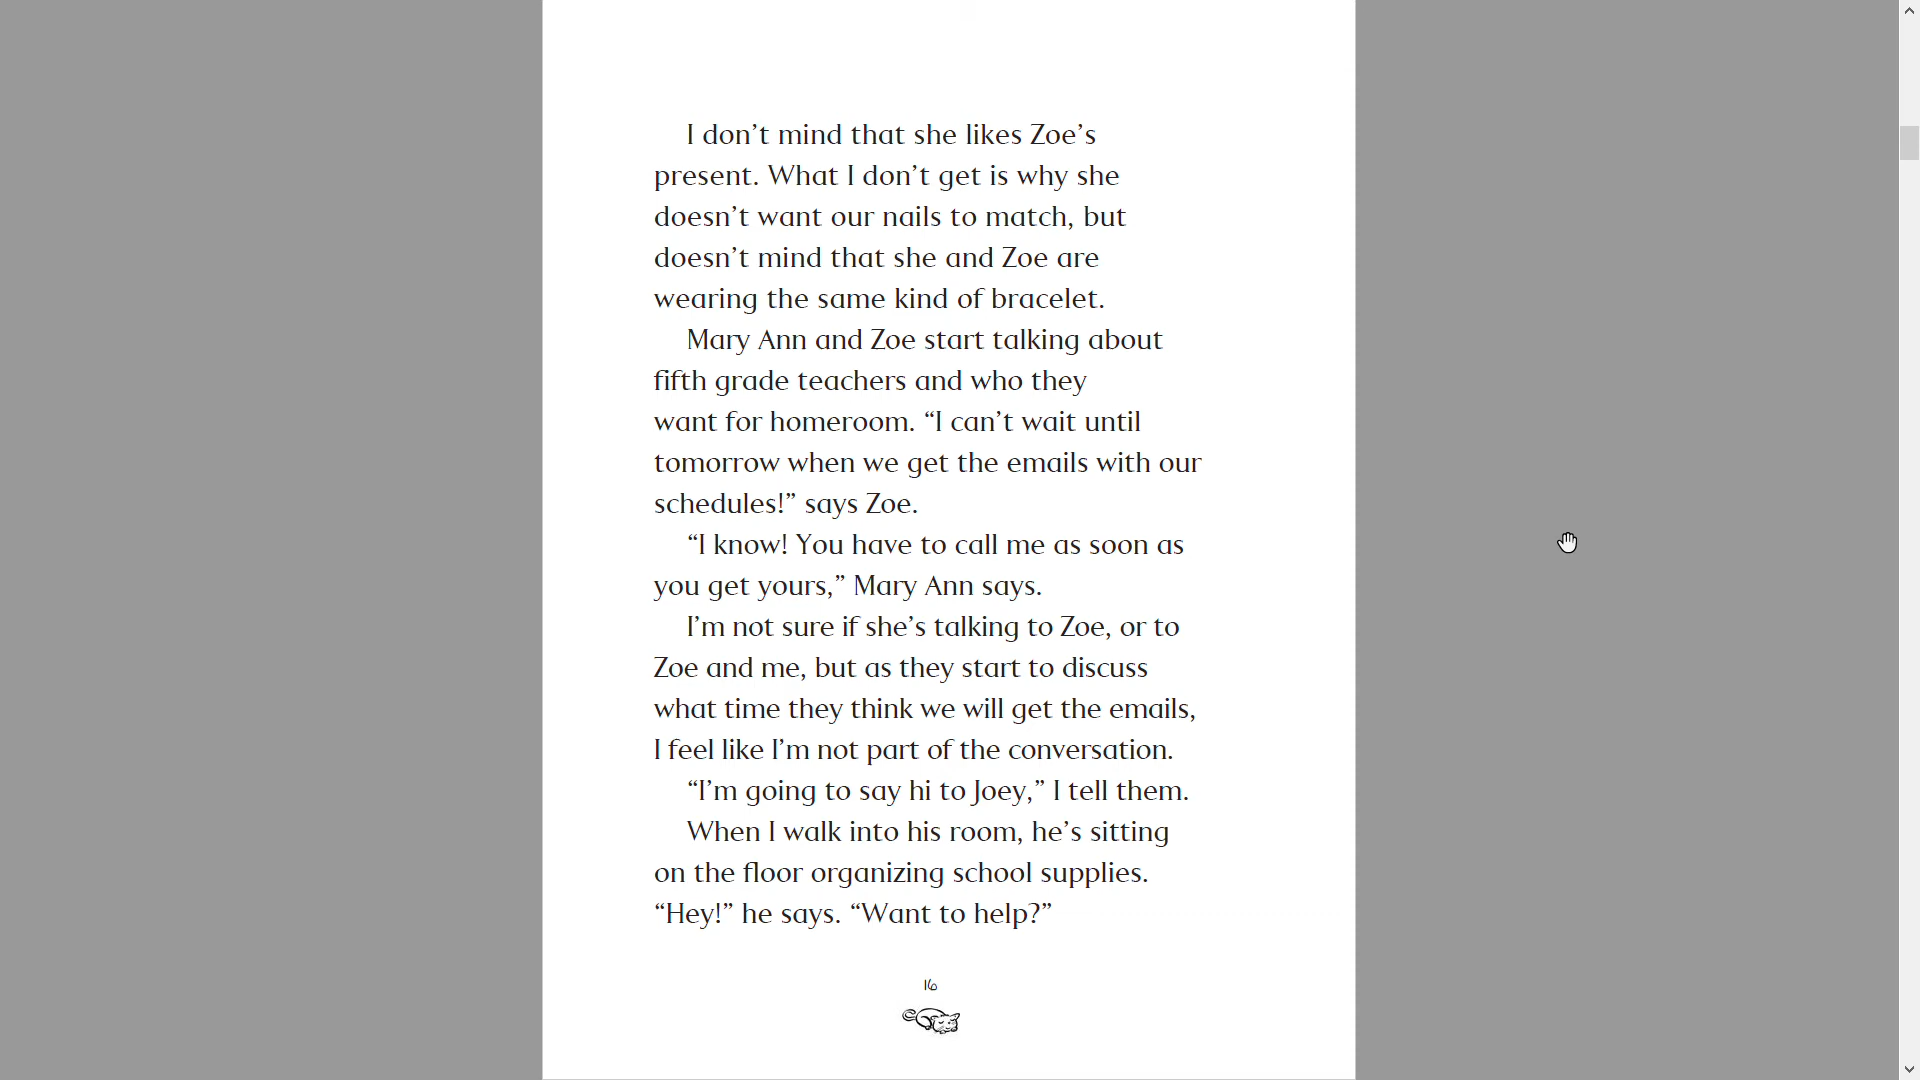 I don’t mind that she likes Zoe’s
present. What I don’t get is why she
doesn’t want our nails to match, but
doesn’t mind that she and Zoe are
wearing the same kind of bracelet.
Mary Ann and Zoe start talking about
fifth grade teachers and who they
want for homeroom. “I can’t wait until
tomorrow when we get the emails with our
schedules!” says Zoe.
“I know! You have to call me as soon as
you get yours,” Mary Ann says.
I’m not sure if she’s talking to Zoe, or to
Zoe and me, but as they start to discuss
what time they think we will get the emails,
I feel like I’m not part of the conversation.
“I’m going to say hi to Joey,” I tell them.
When I walk into his room, he’s sitting
on the floor organizing school supplies.
“Hey!” he says. “Want to help?”
16